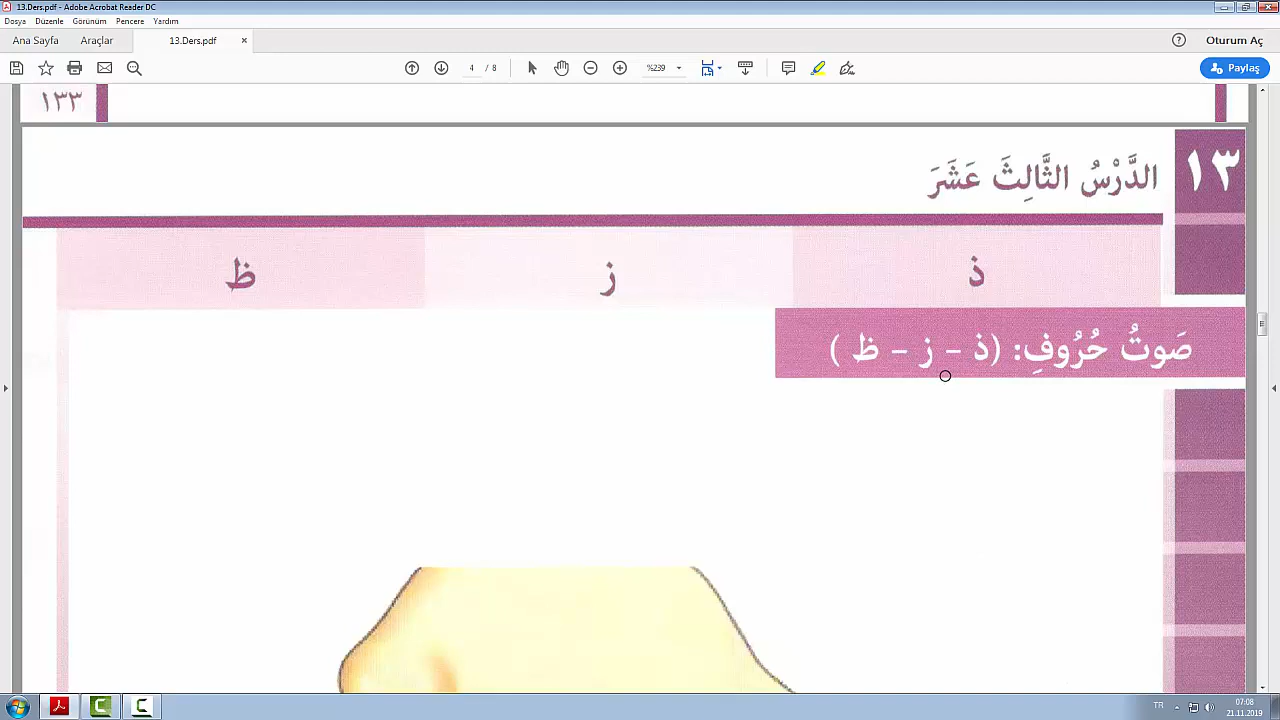 13.Ders.pdf - Adobe Acrobat Reader DC
Dosya Düzenle Görünüm Pencere Yardım
Ana Sayfa Araçlar 13.Ders.pdf × Oturum Aç
4 / 8 %239 Paylaş
١٣٣
١٣
الدَّرْسُ الثَّالِثَ عَشَرَ
ذ ز ظ
صَوتُ حُرُوفِ: (ذ – ز – ظ )
TR 07:08
21.11.2019